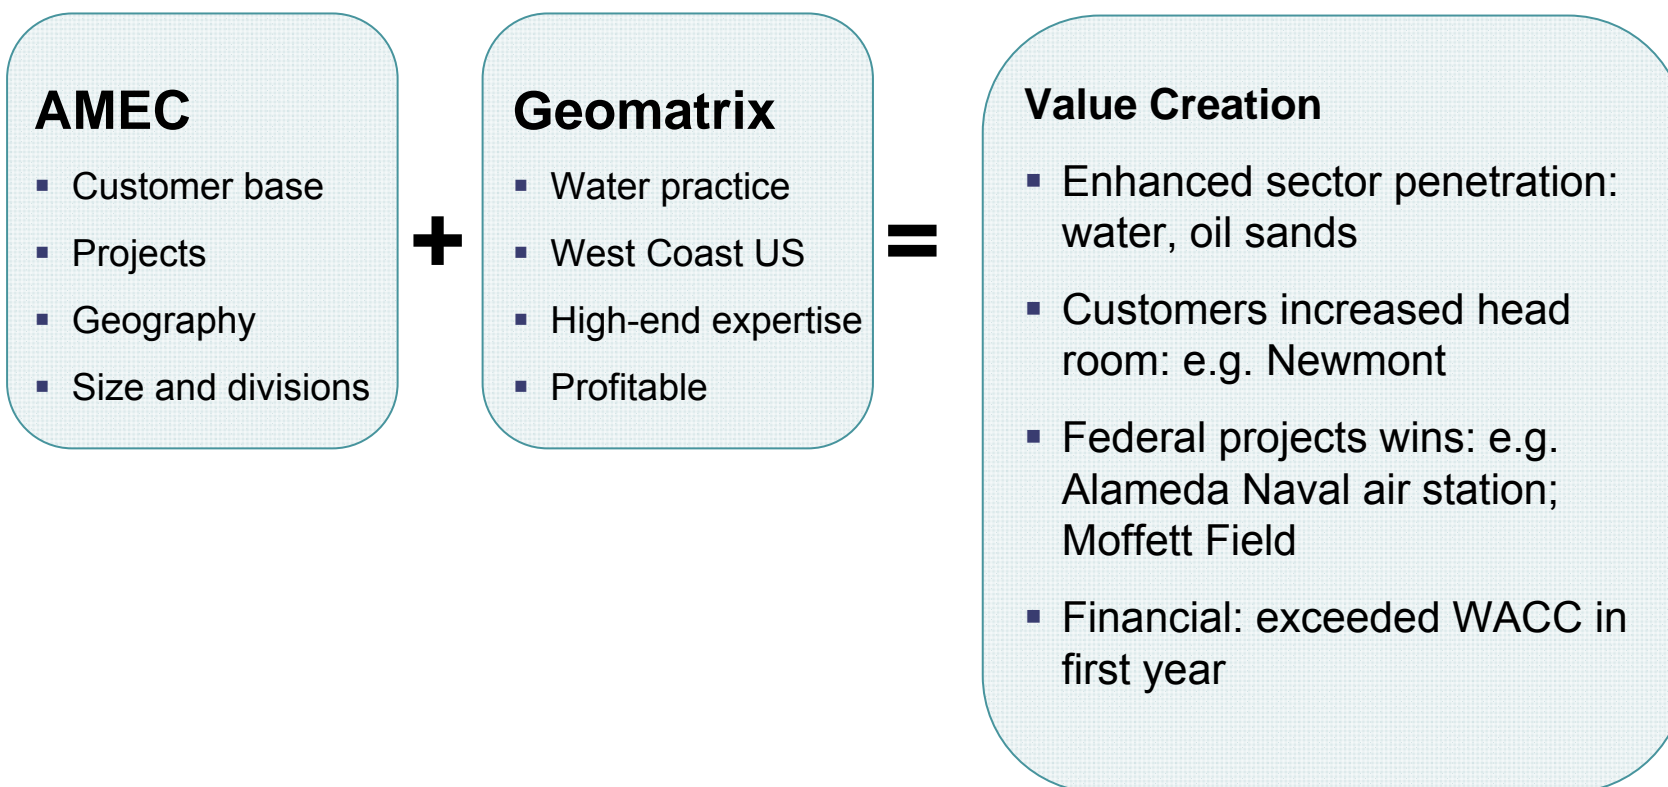 AMEC
▪ Customer base
▪ Projects
▪ Geography
▪ Size and divisions
+
Geomatrix
▪ Water practice
▪ West Coast US
▪ High-end expertise
▪ Profitable
=
Value Creation
▪ Enhanced sector penetration:
water, oil sands
▪ Customers increased head
room: e.g. Newmont
▪ Federal projects wins: e.g.
Alameda Naval air station;
Moffett Field
▪ Financial: exceeded WACC in
first year